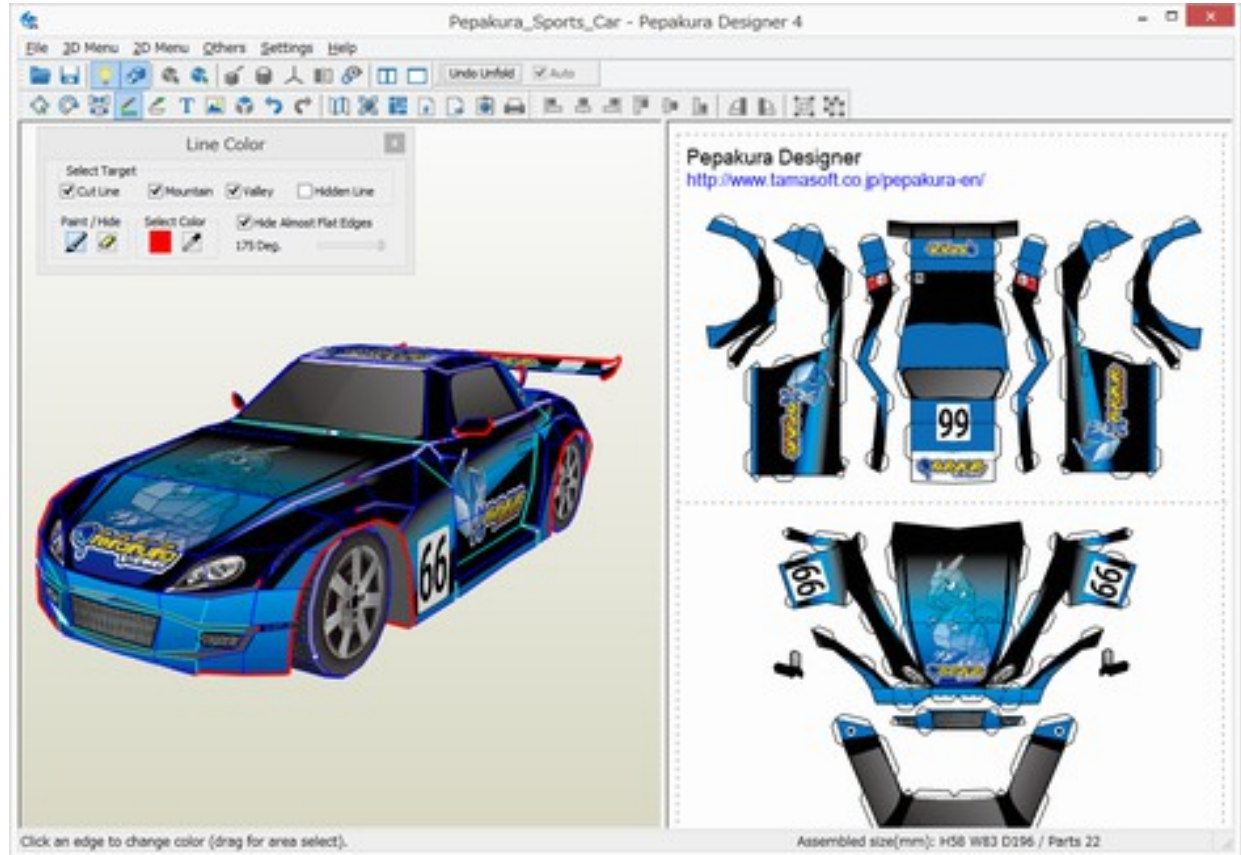 Pepakura_Sports_Car - Pepakura Designer 4
File 3D Menu 2D Menu Others Settings Help
Undo Unfold Auto
T
Line Color
Select Target
Cut Line Mountain Valley Hidden Line
Paint / Hide Select Color Hide Almost Flat Edges
175 Deg.
Pepakura Designer
http://www.tamasoft.co.jp/pepakura-en/
99
66
66
99
Click an edge to change color (drag for area select).
Assembled size(mm): H58 W83 D196 / Parts 22